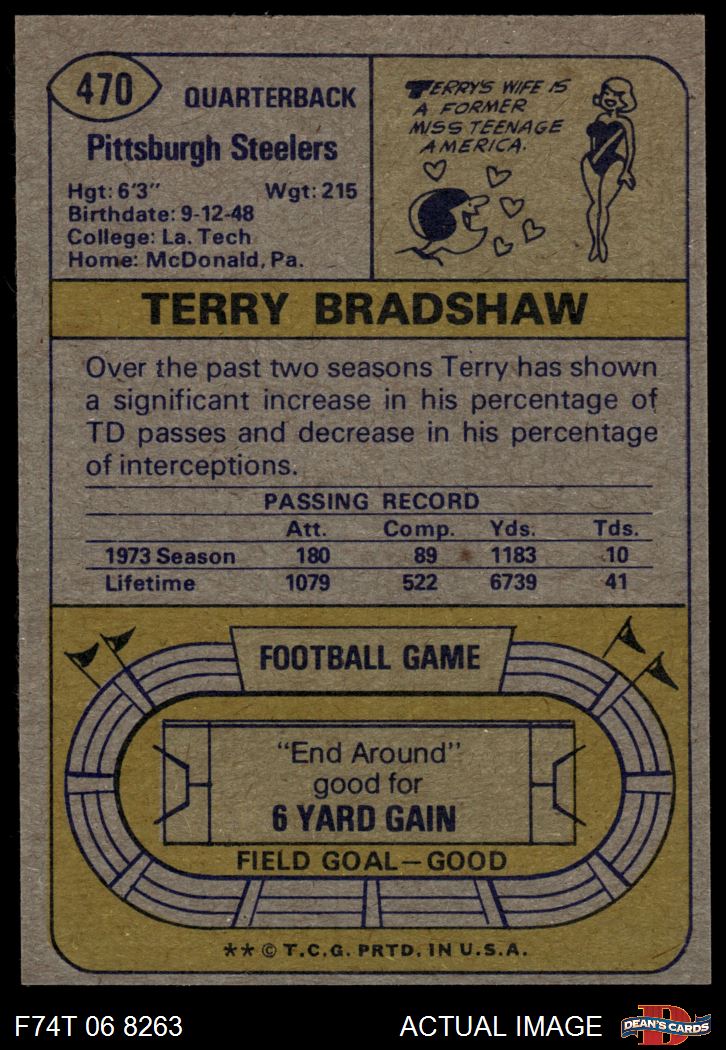 470
QUARTERBACK
Pittsburgh Steelers
Hgt: 6'3" Wgt: 215
Birthdate: 9-12-48
College: La. Tech
Home: McDonald, Pa.
TERRY'S WIFE IS
A FORMER
MISS TEENAGE
AMERICA.
TERRY BRADSHAW
Over the past two seasons Terry has shown
a significant increase in his percentage of
TD passes and decrease in his percentage
of interceptions.
PASSING RECORD
Att. Comp. Yds. Tds.
1973 Season 180 89 1183 10
Lifetime 1079 522 6739 41
FOOTBALL GAME
"End Around"
good for
6 YARD GAIN
FIELD GOAL—GOOD
** © T.C.G. PRTD. IN U.S.A.
F74T 06 8263
ACTUAL IMAGE
D
DEAN'S CARDS